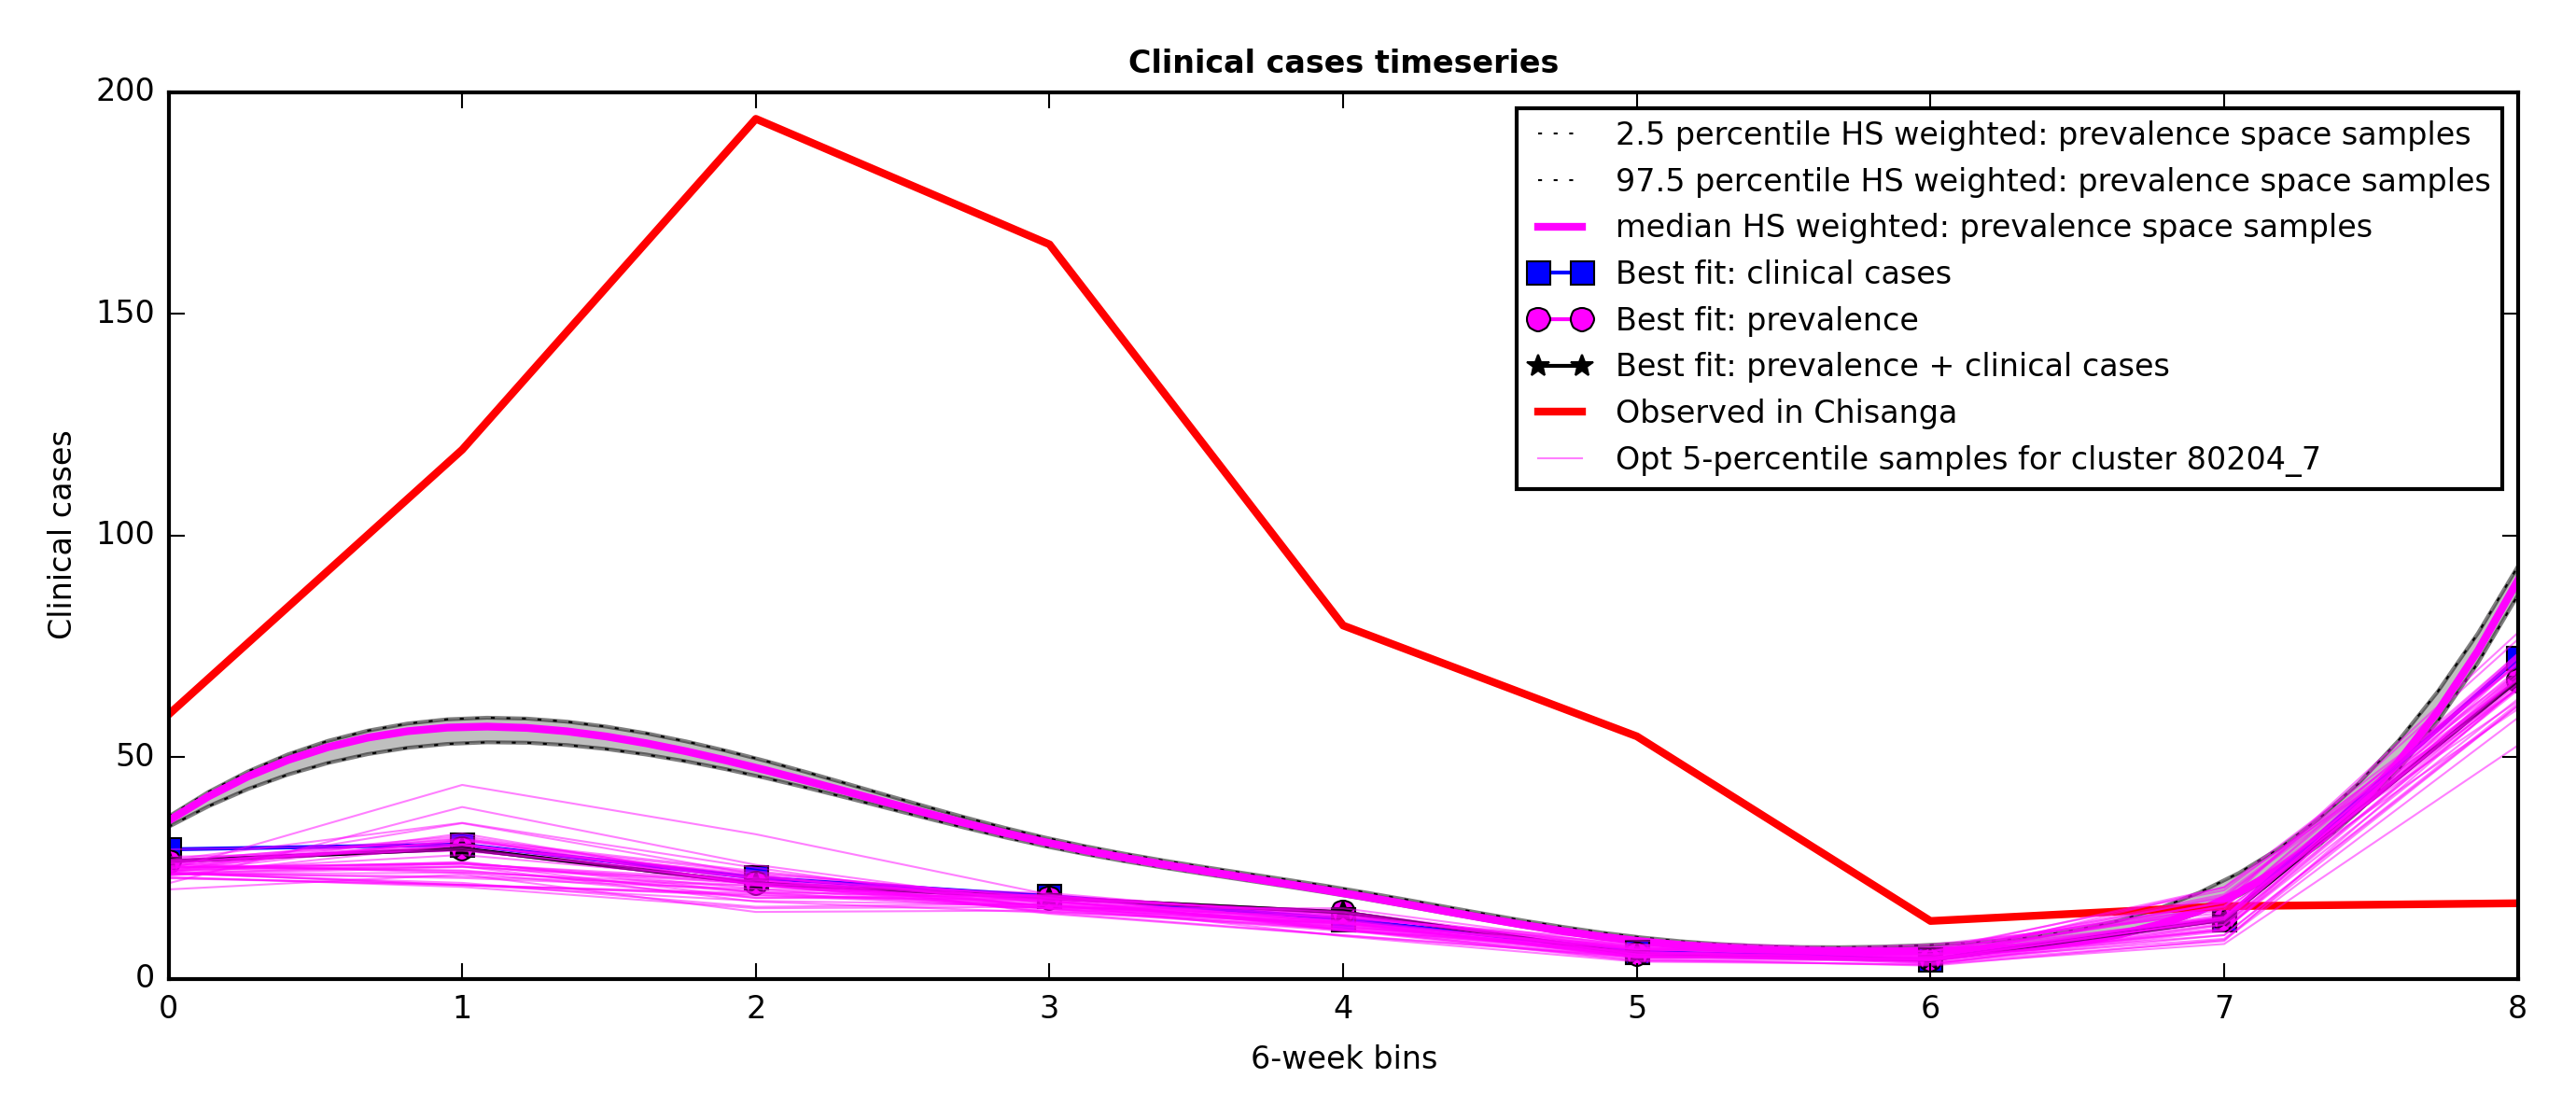 Clinical cases timeseries
200
150
100
50
0
Clinical cases
2.5 percentile HS weighted: prevalence space samples
97.5 percentile HS weighted: prevalence space samples
median HS weighted: prevalence space samples
Best fit: clinical cases
Best fit: prevalence
Best fit: prevalence + clinical cases
Observed in Chisanga
Opt 5-percentile samples for cluster 80204_7
0 1 2 3 4 5 6 7 8
6-week bins